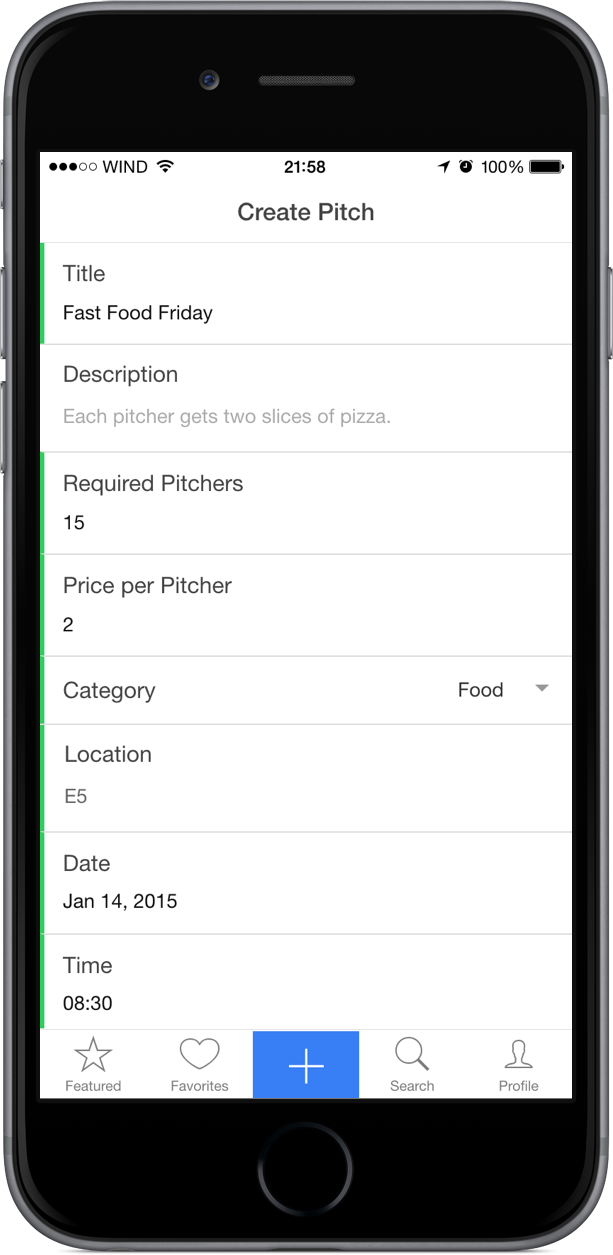 WIND 21:58 100%
Create Pitch
Title
Fast Food Friday
Description
Each pitcher gets two slices of pizza.
Required Pitchers
15
Price per Pitcher
2
Category Food
Location
E5
Date
Jan 14, 2015
Time
08:30
Featured Favorites Search Profile